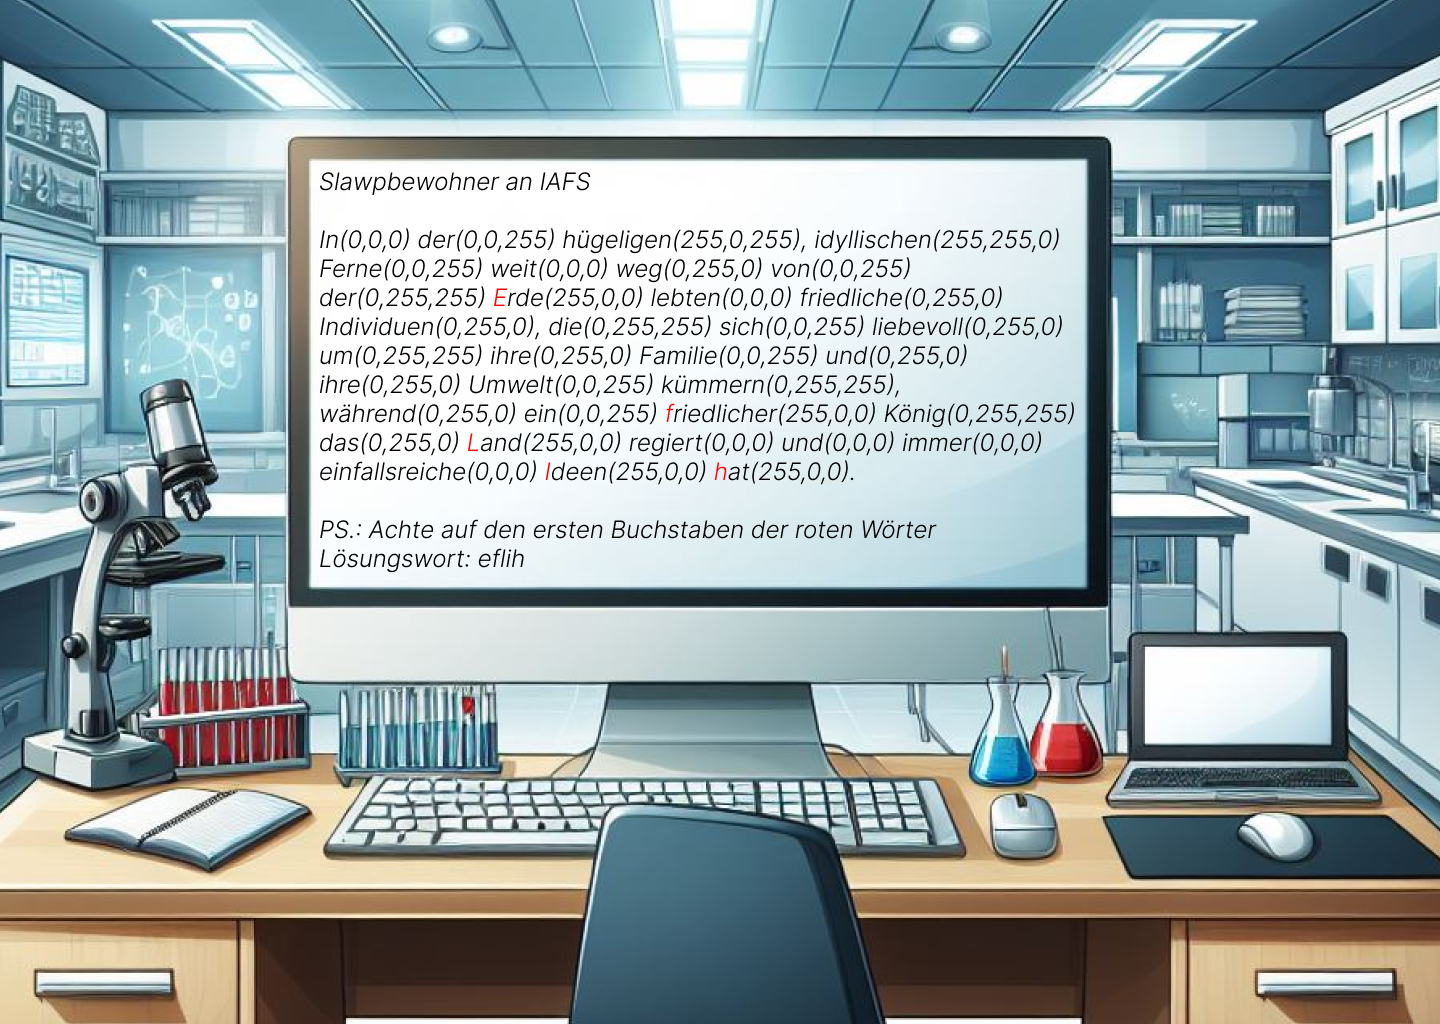 Slawpbewohner an IAFS
In(0,0,0) der(0,0,255) hügeligen(255,0,255), idyllischen(255,255,0)
Ferne(0,0,255) weit(0,0,0) weg(0,255,0) von(0,0,255)
der(0,255,255) Erde(255,0,0) lebten(0,0,0) friedliche(0,255,0)
Individuen(0,255,0), die(0,255,255) sich(0,0,255) liebevoll(0,255,0)
um(0,255,255) ihre(0,255,0) Familie(0,0,255) und(0,255,0)
ihre(0,255,0) Umwelt(0,0,255) kümmern(0,255,255),
während(0,255,0) ein(0,0,255) friedlicher(255,0,0) König(0,255,255)
das(0,255,0) Land(255,0,0) regiert(0,0,0) und(0,0,0) immer(0,0,0)
einfallsreiche(0,0,0) Ideen(255,0,0) hat(255,0,0).
PS.: Achte auf den ersten Buchstaben der roten Wörter
Lösungswort: eflih